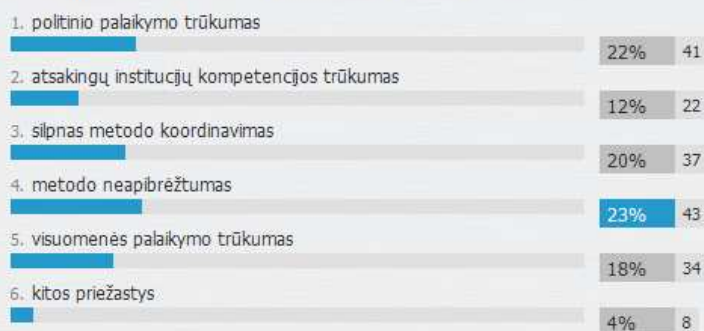 1. politinio palaikymo trūkumas
22% 41
2. atsakingų institucijų kompetencijos trūkumas
12% 22
3. silpnas metodo koordinavimas
20% 37
4. metodo neapibrėžtumas
23% 43
5. visuomenės palaikymo trūkumas
18% 34
6. kitos priežastys
4% 8